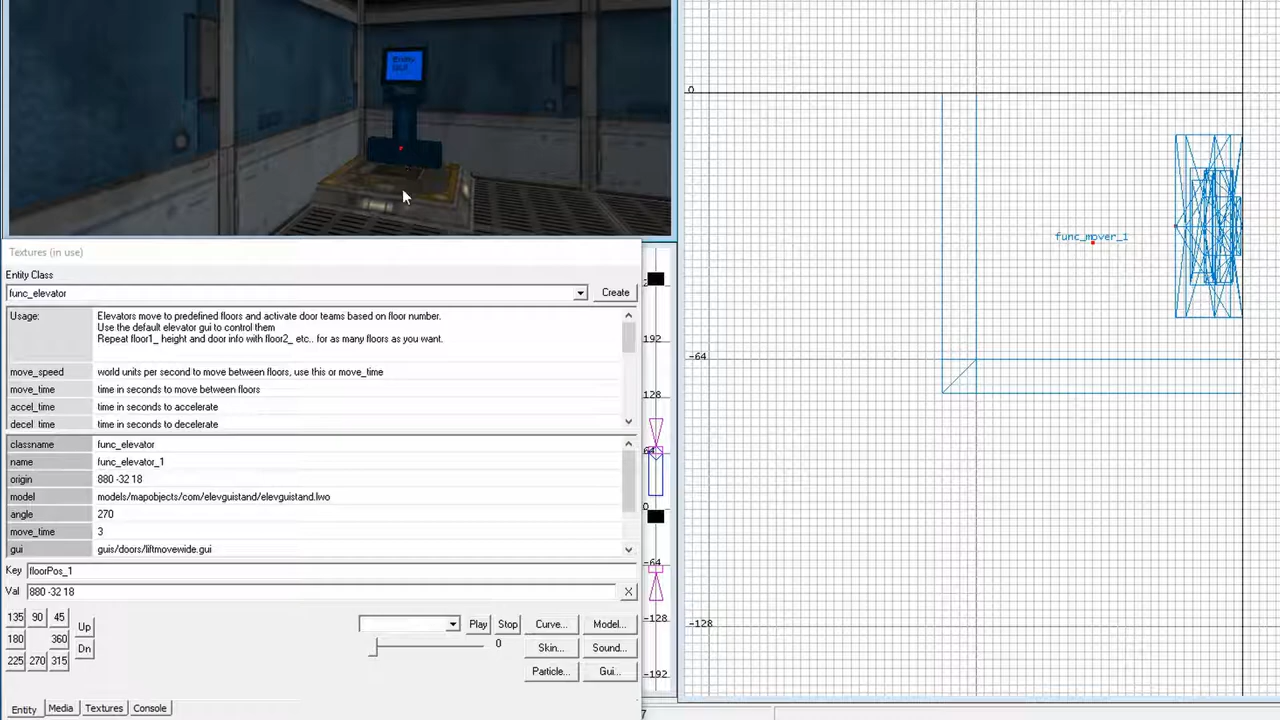 Entity
GUI
0
func_mover_1
-64
-128
Textures (in use)
Entity Class
func_elevator
Create
Usage: Elevators move to predefined floors and activate door teams based on floor number.
Use the default elevator gui to control them
Repeat floor1_ height and door info with floor2_ etc.. for as many floors as you want.
move_speed world units per second to move between floors, use this or move_time
move_time time in seconds to move between floors
accel_time time in seconds to accelerate
decel_time time in seconds to decelerate
classname func_elevator
name func_elevator_1
origin 880 -32 18
model models/mapobjects/com/elevguistand/elevguistand.lwo
angle 270
move_time 3
gui guis/doors/liftmovewide.gui
Key floorPos_1
Val 880 -32 18 X
135 90 45 Up
180 360 Dn
225 270 315
Play Stop Curve... Model...
0 Skin... Sound...
Particle... Gui...
Entity Media Textures Console
192
128
64
0
-64
-128
-192
7